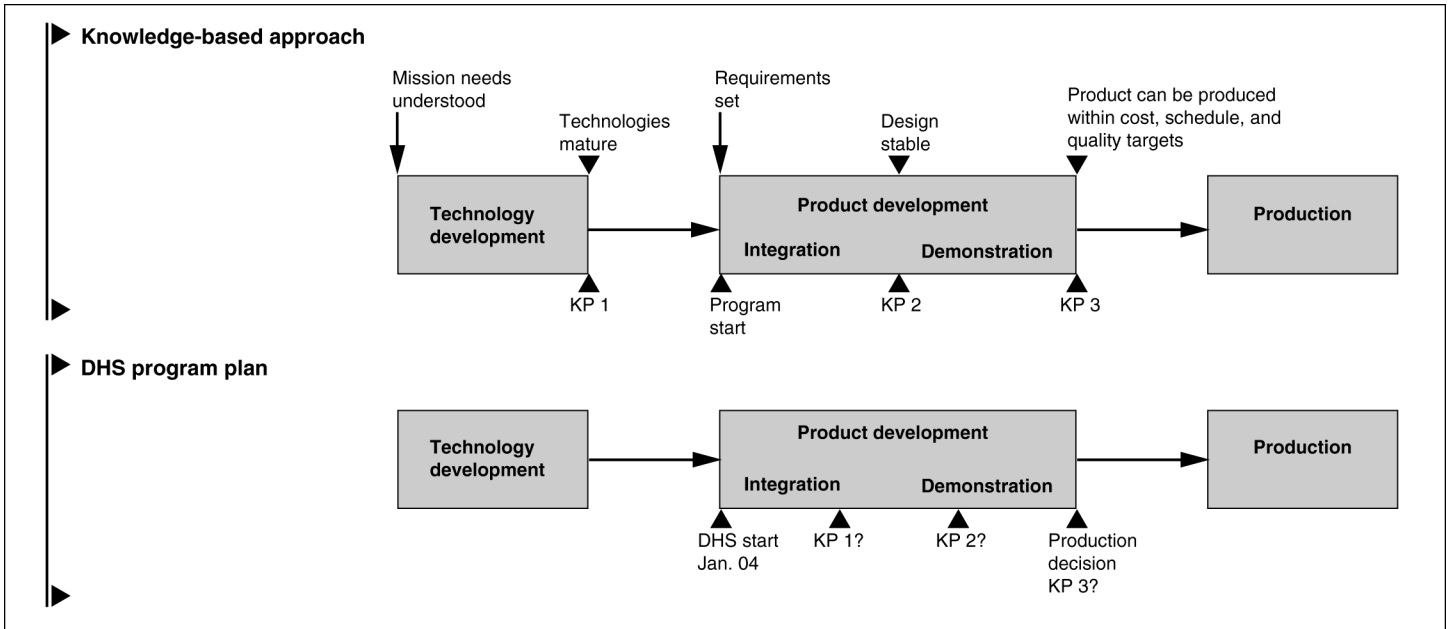 Knowledge-based approach
Mission needs
understood
Technologies
mature
Requirements
set
Design
stable
Product can be produced
within cost, schedule, and
quality targets
Technology
development
Product development
Integration
Demonstration
Production
KP 1
Program
start
KP 2
KP 3
DHS program plan
Technology
development
Product development
Integration
Demonstration
Production
DHS start
Jan. 04
KP 1?
KP 2?
Production
decision
KP 3?